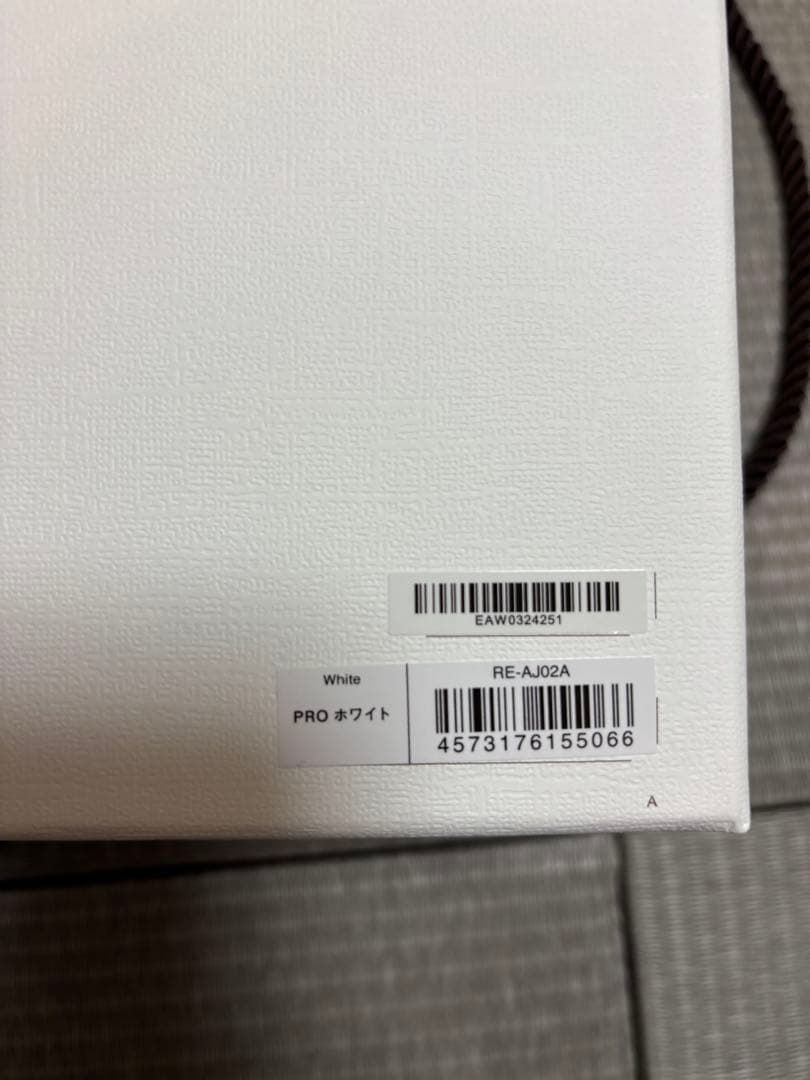 EAW0324251
White
PRO ホワイト
RE-AJ02A
4573176155066
A